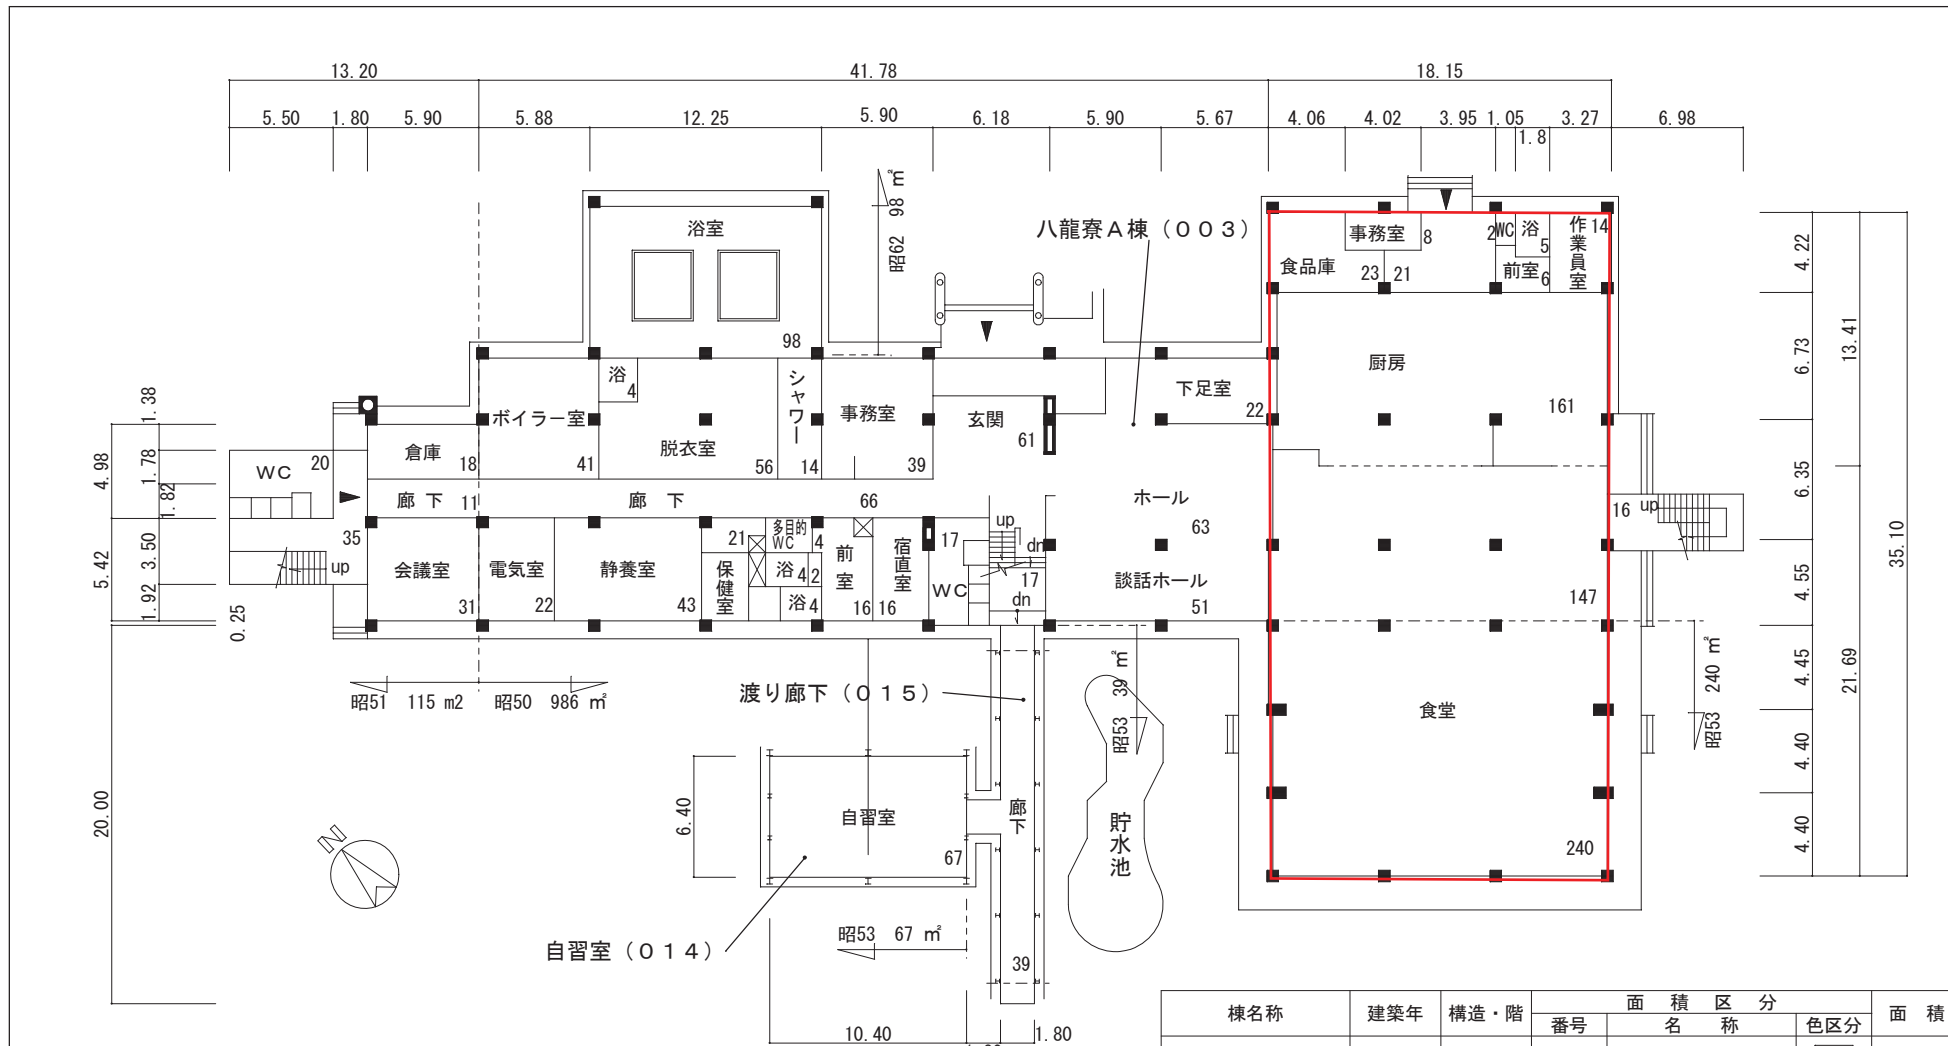 13.20
41.78
18.15
5.50
1.80
5.90
5.88
12.25
5.90
6.18
5.90
5.67
4.06
4.02
3.95
1.05
1.8
3.27
6.98
昭62 98 ㎡
八龍寮A棟（００３）
浴室
98
事務室
8
食品庫
23
21
2
WC
浴
5
前室
6
作業員室
14
厨房
161
4.22
6.73
13.41
6.35
4.55
35.10
4.45
21.69
4.40
4.40
浴
4
シャワー
14
ボイラー室
41
脱衣室
56
事務室
39
玄関
61
下足室
22
倉庫
18
WC
20
1.38
4.98
1.78
1.82
5.42
3.50
1.92
0.25
20.00
廊 下
11
廊 下
66
ホール
63
up
16
35
up
会議室
31
電気室
22
静養室
43
21
保健室
多目的
WC
4
浴
4
2
浴
4
前室
16
宿直室
16
17
WC
up
dn
17
dn
談話ホール
51
147
昭51 115 m2
昭50 986 ㎡
渡り廊下（０１５）
昭53 39 ㎡
昭53 240 ㎡
食堂
240
6.40
自習室
67
廊下
39
貯水池
N
自習室（０１４）
昭53 67 ㎡
10.40
1.80
棟名称
建築年
構造・階
面 積 区 分
番号
名 称
色区分
面 積